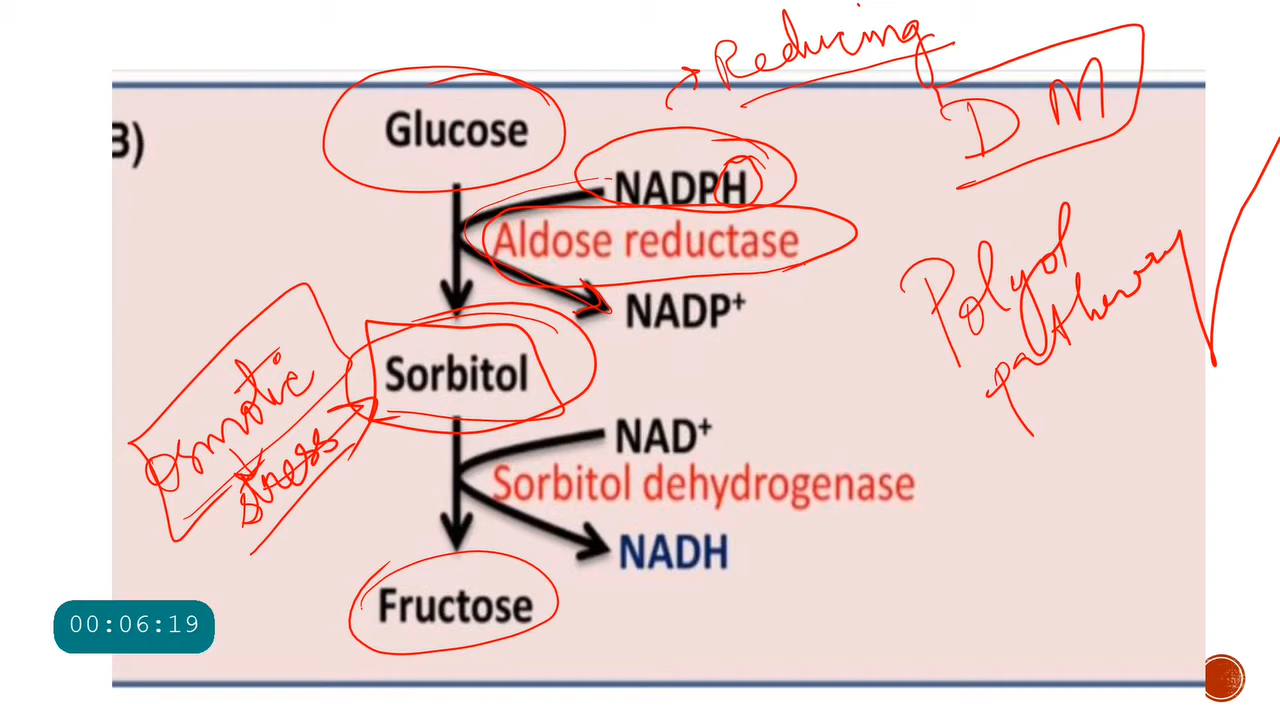 Reducing
DM
B)
Glucose
NADPH
Aldose reductase
NADP+
Polyol
pathway
Osmotic
stress
Sorbitol
NAD+
Sorbitol dehydrogenase
NADH
Fructose
00:06:19